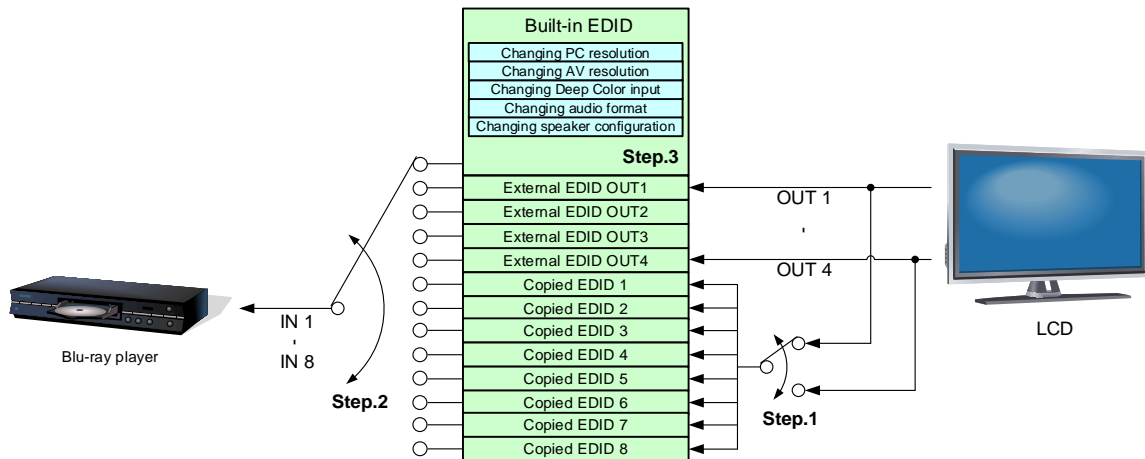 Built-in EDID
Changing PC resolution
Changing AV resolution
Changing Deep Color input
Changing audio format
Changing speaker configuration
Step.3
External EDID OUT1
External EDID OUT2
External EDID OUT3
External EDID OUT4
Copied EDID 1
Copied EDID 2
Copied EDID 3
Copied EDID 4
Copied EDID 5
Copied EDID 6
Copied EDID 7
Copied EDID 8
IN 1
-
IN 8
Blu-ray player
Step.2
OUT 1
-
OUT 4
Step.1
LCD